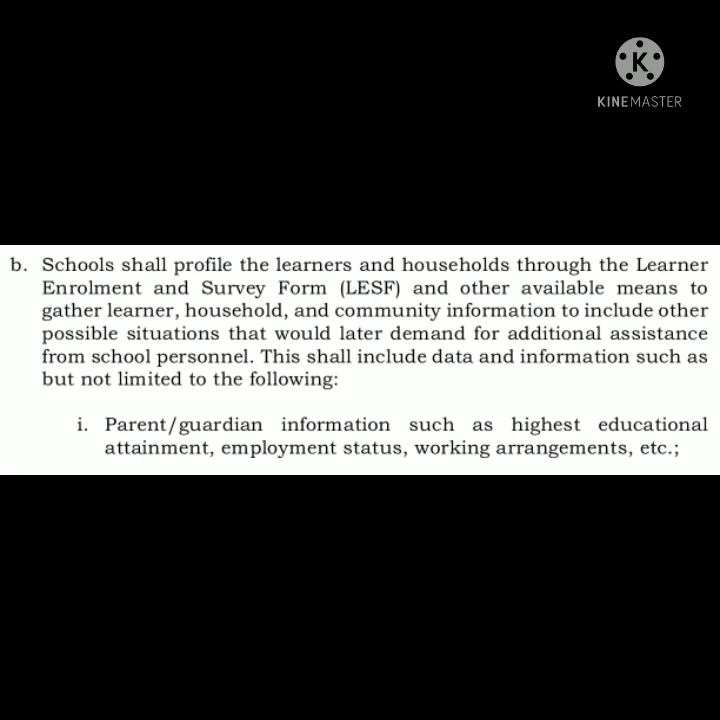 K
KINEMASTER
b. Schools shall profile the learners and households through the Learner
Enrolment and Survey Form (LESF) and other available means to
gather learner, household, and community information to include other
possible situations that would later demand for additional assistance
from school personnel. This shall include data and information such as
but not limited to the following:
i. Parent/guardian information such as highest educational
attainment, employment status, working arrangements, etc.;